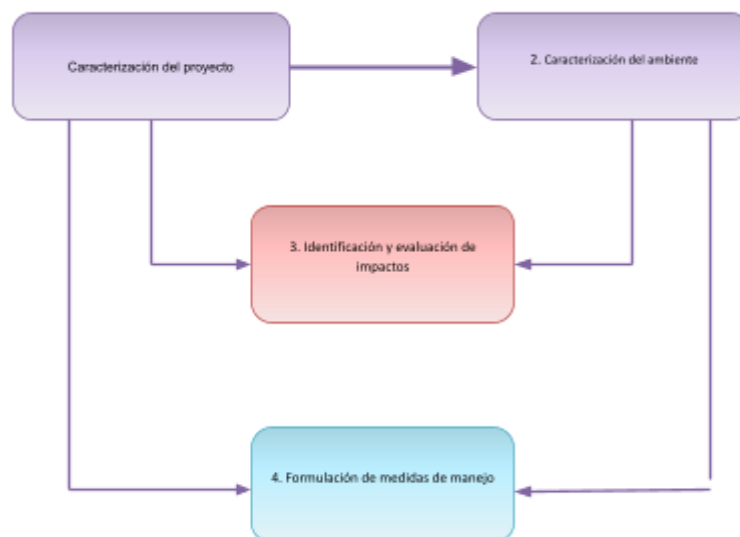 Caracterización del proyecto
2. Caracterización del ambiente
3. Identificación y evaluación de
impactos
4. Formulación de medidas de manejo